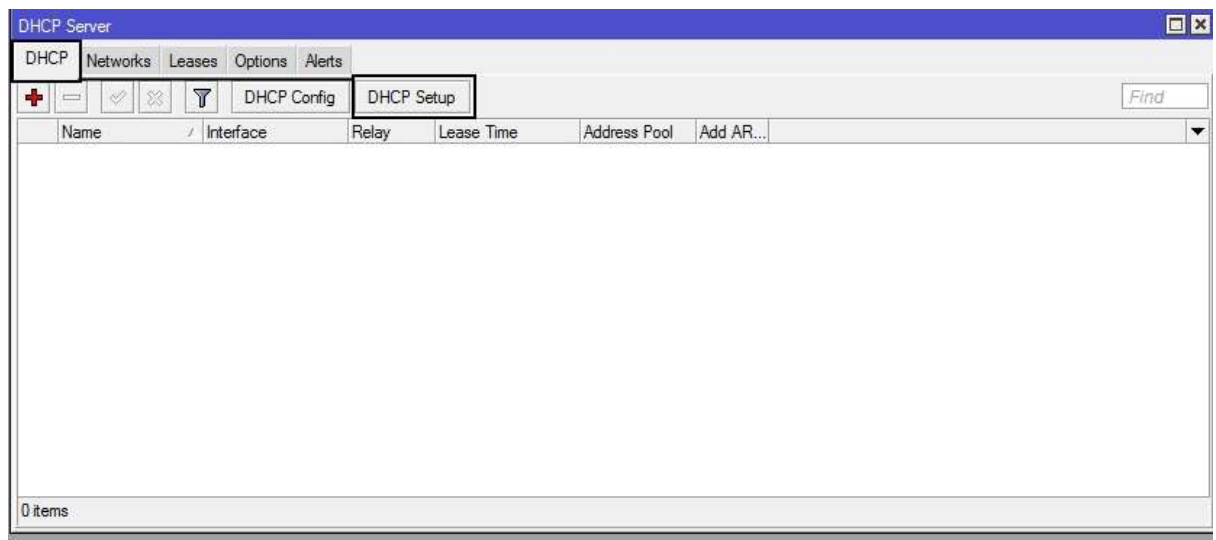 DHCP Server
DHCP Networks Leases Options Alerts
DHCP Config DHCP Setup Find
Name Interface Relay Lease Time Address Pool Add AR...
0 items